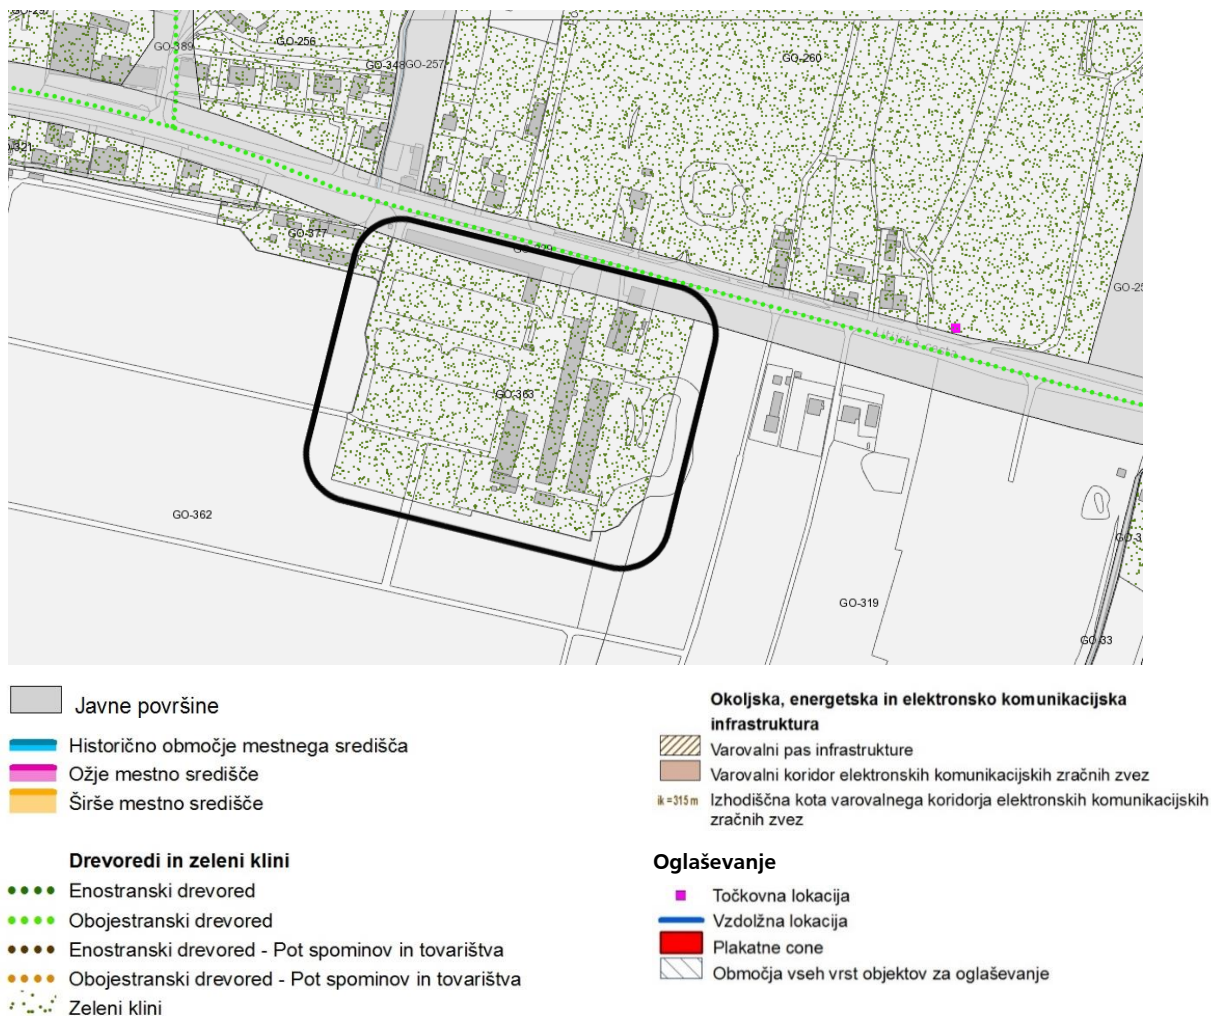 GO-389
GO-256
GO-348
GO-257
GO-260
GO-377
GO-363
GO-362
GO-319
Javne površine
Historično območje mestnega središča
Ožje mestno središče
Širše mestno središče
Drevoredi in zeleni klini
Enostranski drevored
Obojestranski drevored
Enostranski drevored - Pot spominov in tovarištva
Obojestranski drevored - Pot spominov in tovarištva
Zeleni klini
Okoljska, energetska in elektronsko komunikacijska
infrastruktura
Varovalni pas infrastrukture
Varovalni koridor elektronskih komunikacijskih zračnih zvez
ik =315 m
Izhodiščna kota varovalnega koridorja elektronskih komunikacijskih
zračnih zvez
Oglaševanje
Točkovna lokacija
Vzdolžna lokacija
Plakatne cone
Območja vseh vrst objektov za oglaševanje